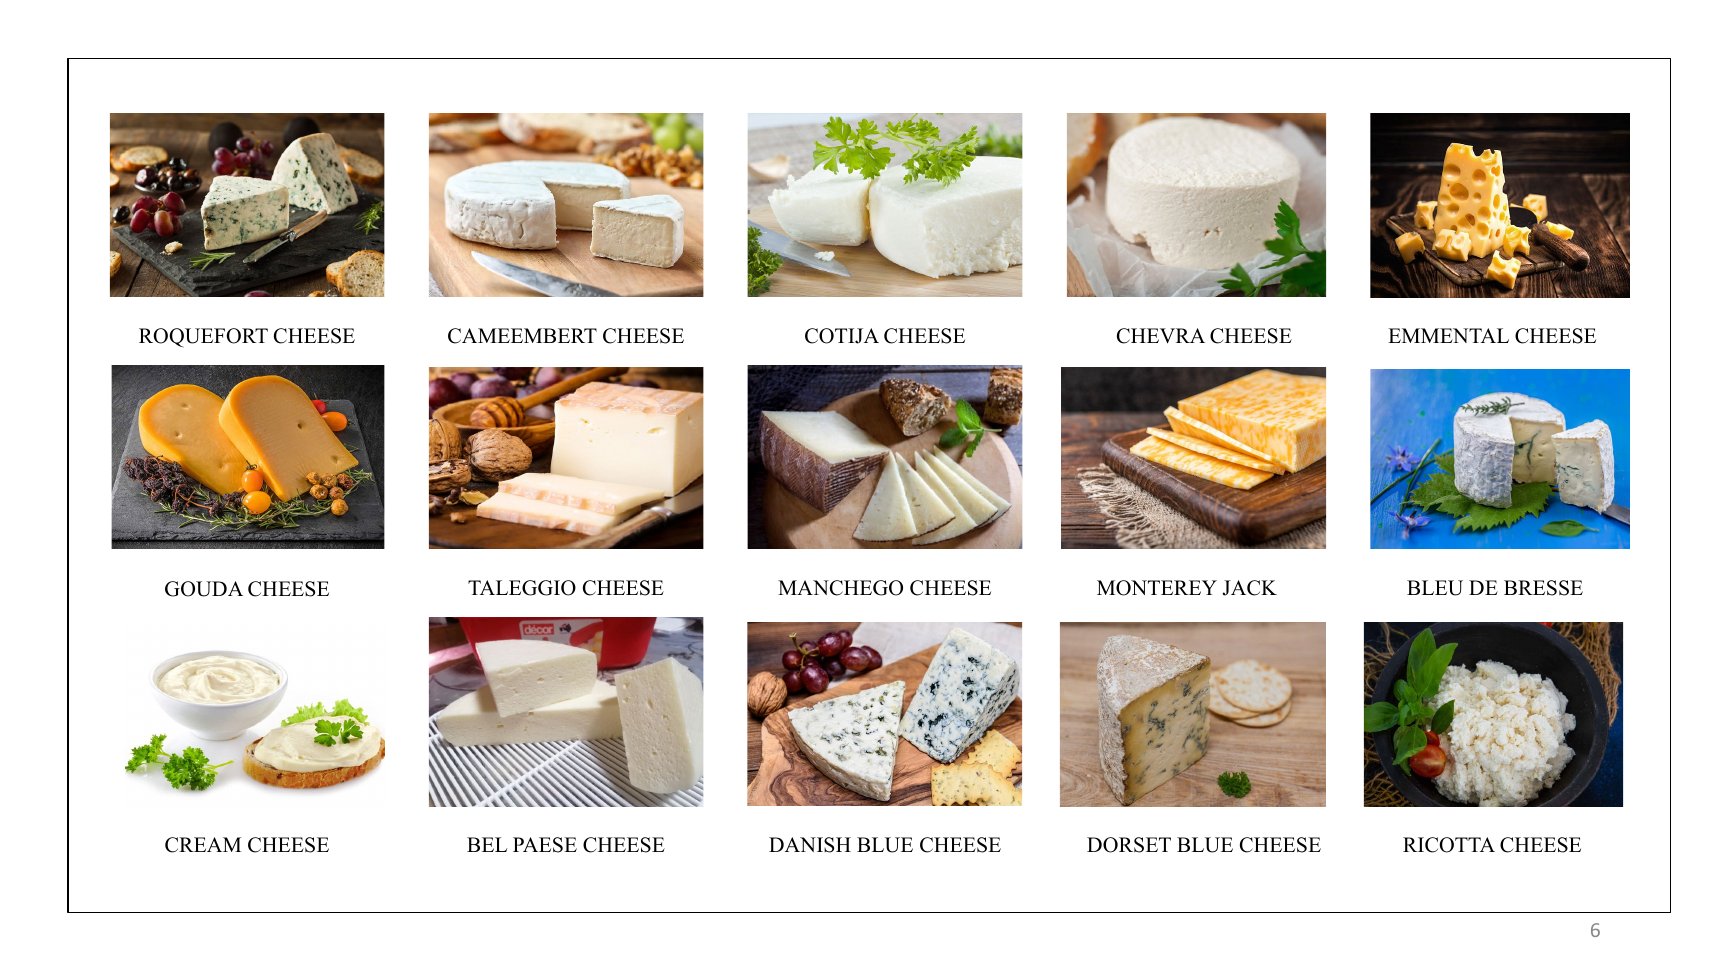 ROQUEFORT CHEESE
CAMEEMBERT CHEESE
COTIJA CHEESE
CHEVRA CHEESE
EMMENTAL CHEESE
GOUDA CHEESE
TALEGGIO CHEESE
MANCHEGO CHEESE
MONTEREY JACK
BLEU DE BRESSE
décor
CREAM CHEESE
BEL PAESE CHEESE
DANISH BLUE CHEESE
DORSET BLUE CHEESE
RICOTTA CHEESE
6